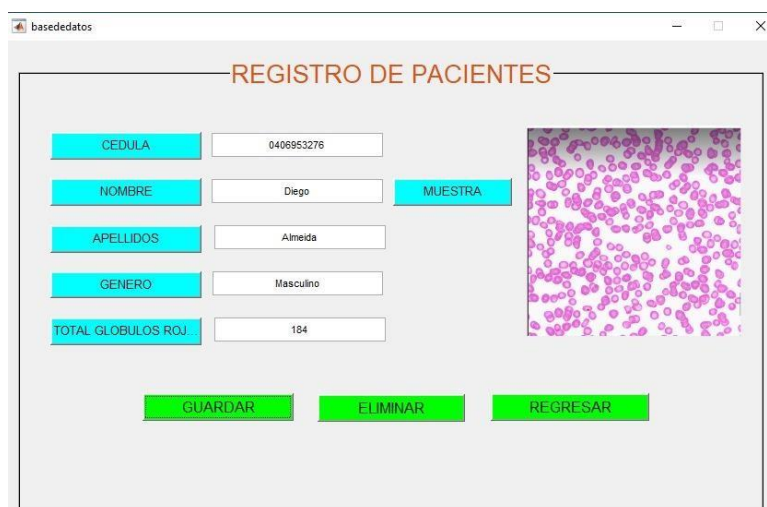 basededatos
REGISTRO DE PACIENTES
CEDULA
0406953276
NOMBRE
Diego
MUESTRA
APELLIDOS
Almeida
GENERO
Masculino
TOTAL GLOBULOS ROJ...
184
GUARDAR
ELIMINAR
REGRESAR